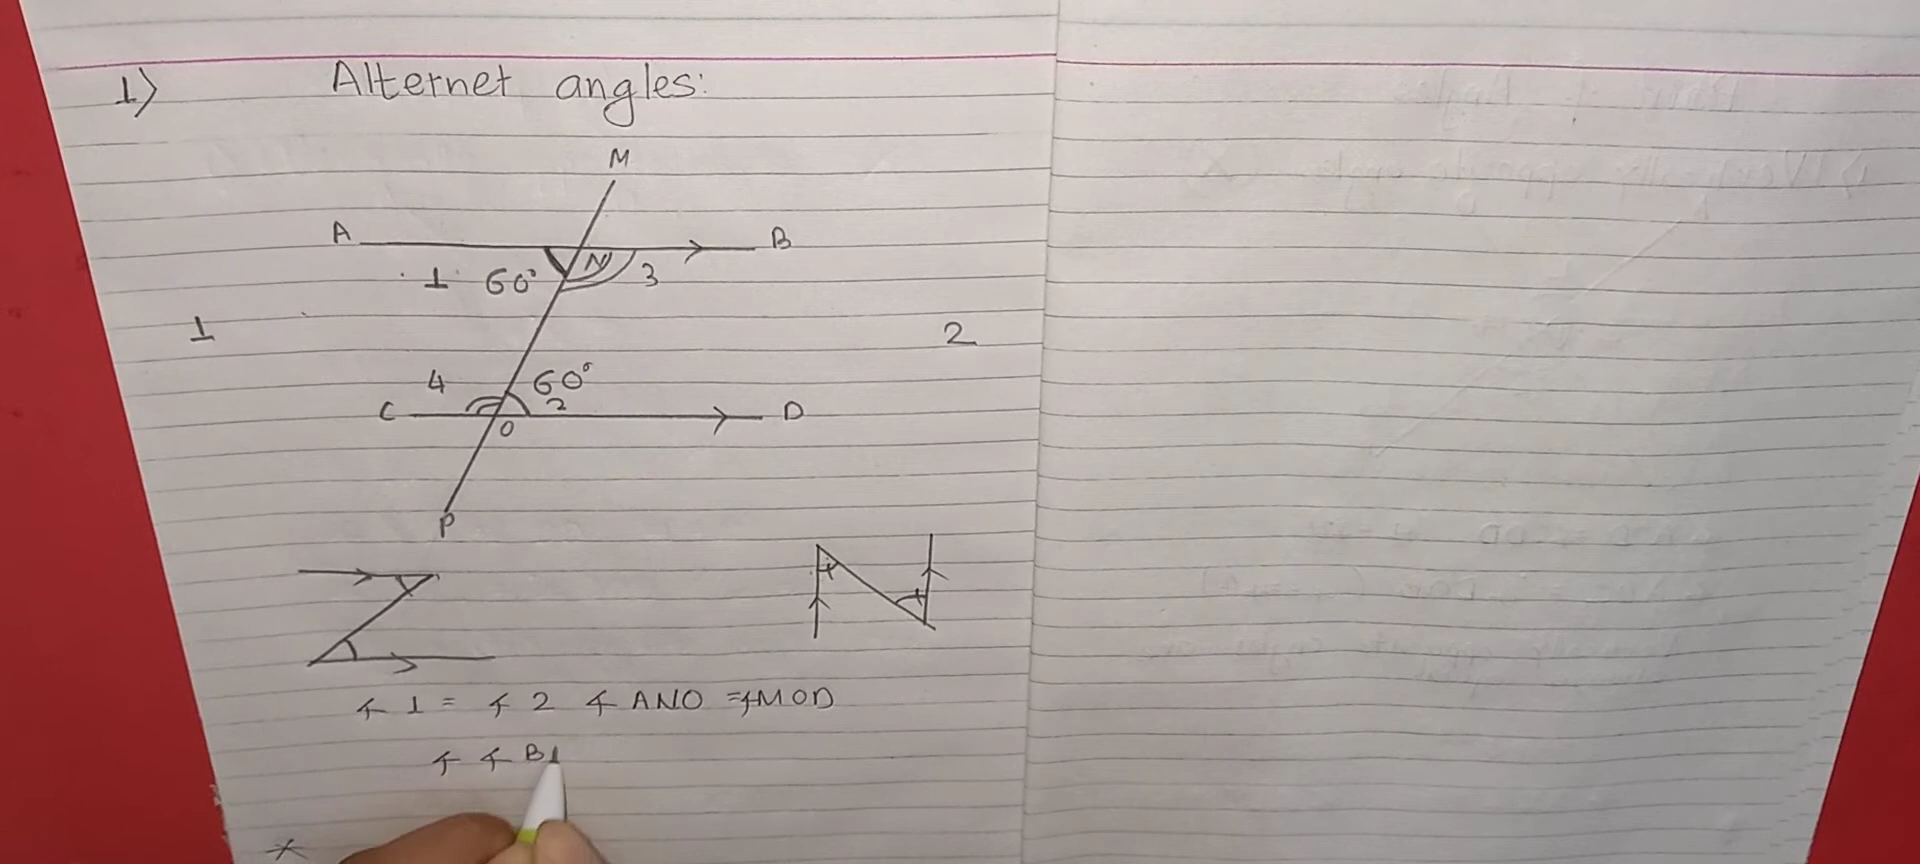 1) Alternet angles:
M
A B
1 60° N 3
1 2
4 60°
C 2 D
O
P
∡ 1 = ∡ 2 ∡ ANO = ∡MOD
∡ ∡ B